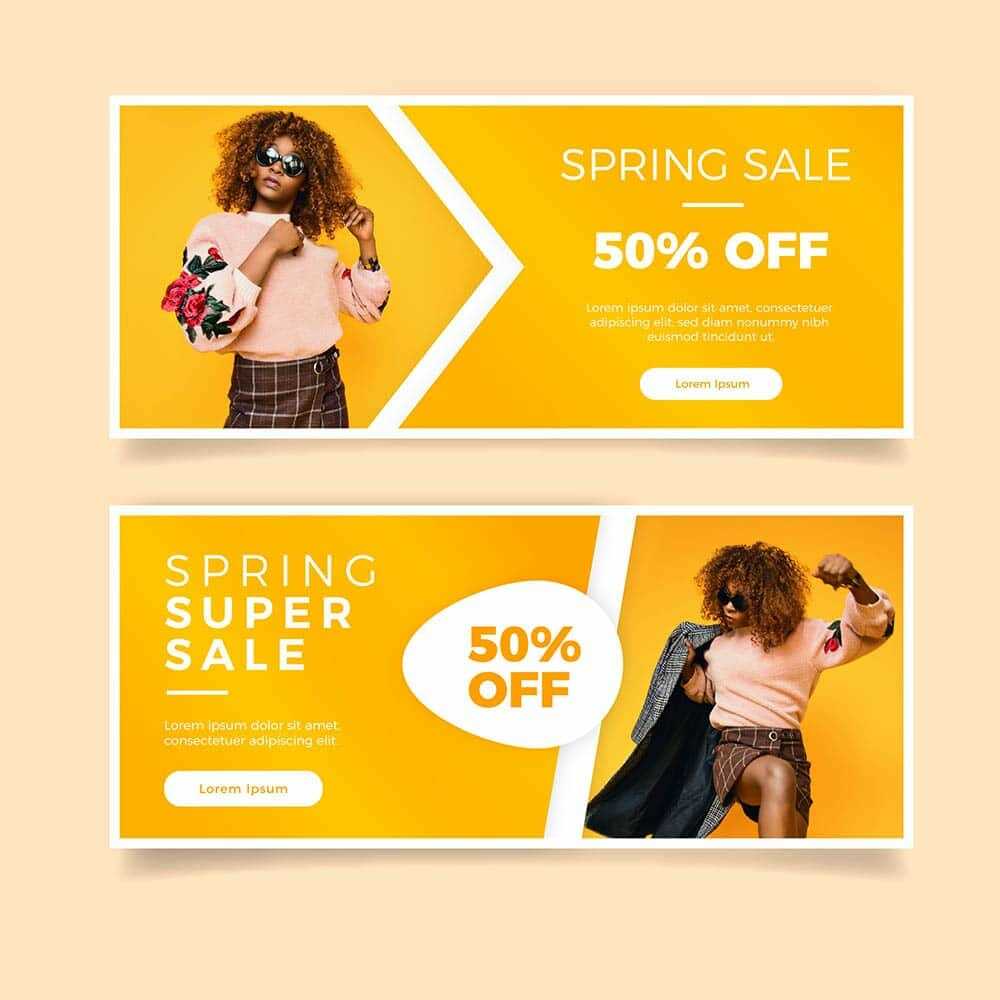 SPRING SALE
50% OFF
Lorem ipsum dolor sit amet, consectetuer
adipiscing elit, sed diam nonummy nibh
euismod tincidunt ut.
Lorem Ipsum
SPRING
SUPER
SALE
50%
OFF
Lorem ipsum dolor sit amet,
consectetuer adipiscing elit.
Lorem Ipsum